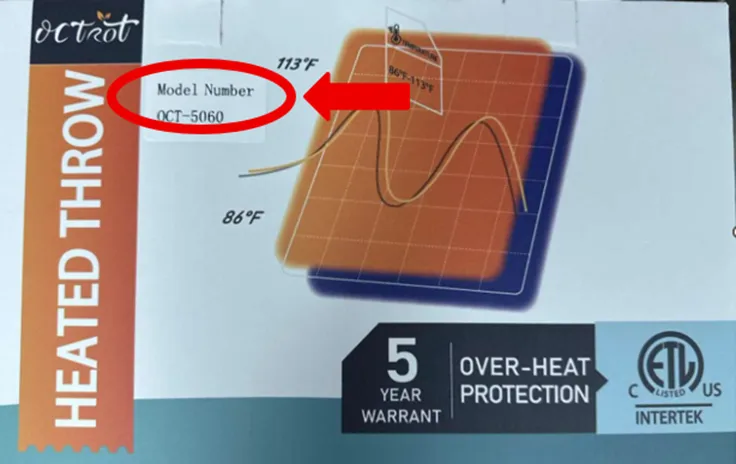 octrot
HEATED THROW
Model Number
OCT-5060
113°F
86°F
TEMPERATURE
86°F-113°F
5
YEAR
WARRANT
OVER-HEAT
PROTECTION
ETL
C LISTED US
INTERTEK